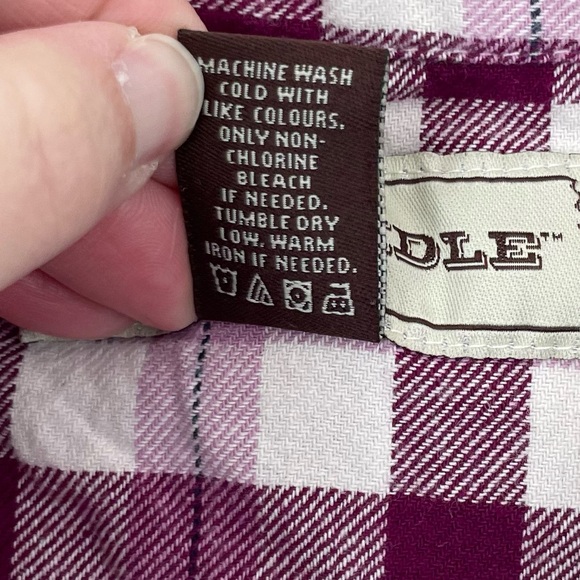 MACHINE WASH
COLD WITH
LIKE COLOURS.
ONLY NON-
CHLORINE
BLEACH
IF NEEDED.
TUMBLE DRY
LOW. WARM
IRON IF NEEDED.
DLE™